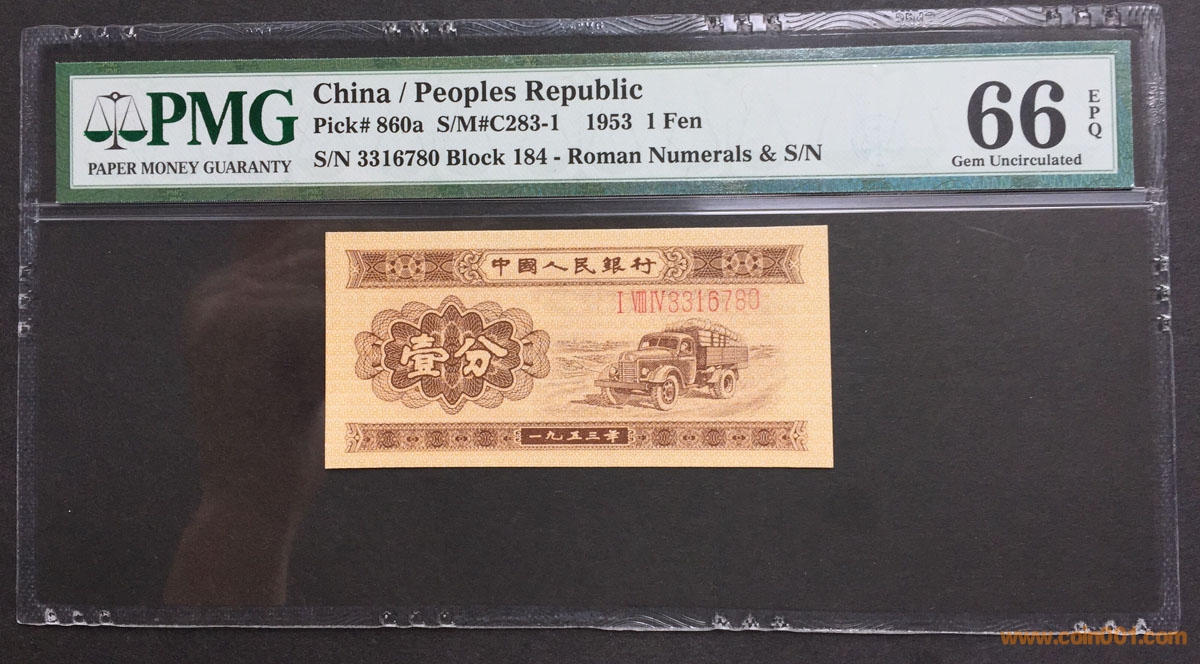 PMG
PAPER MONEY GUARANTY
China / Peoples Republic
Pick# 860a S/M#C283-1 1953 1 Fen
S/N 3316780 Block 184 - Roman Numerals & S/N
66
EPQ
Gem Uncirculated
中國人民銀行
I VIII IV 3316780
壹分
一九五三年
www.coin001.com